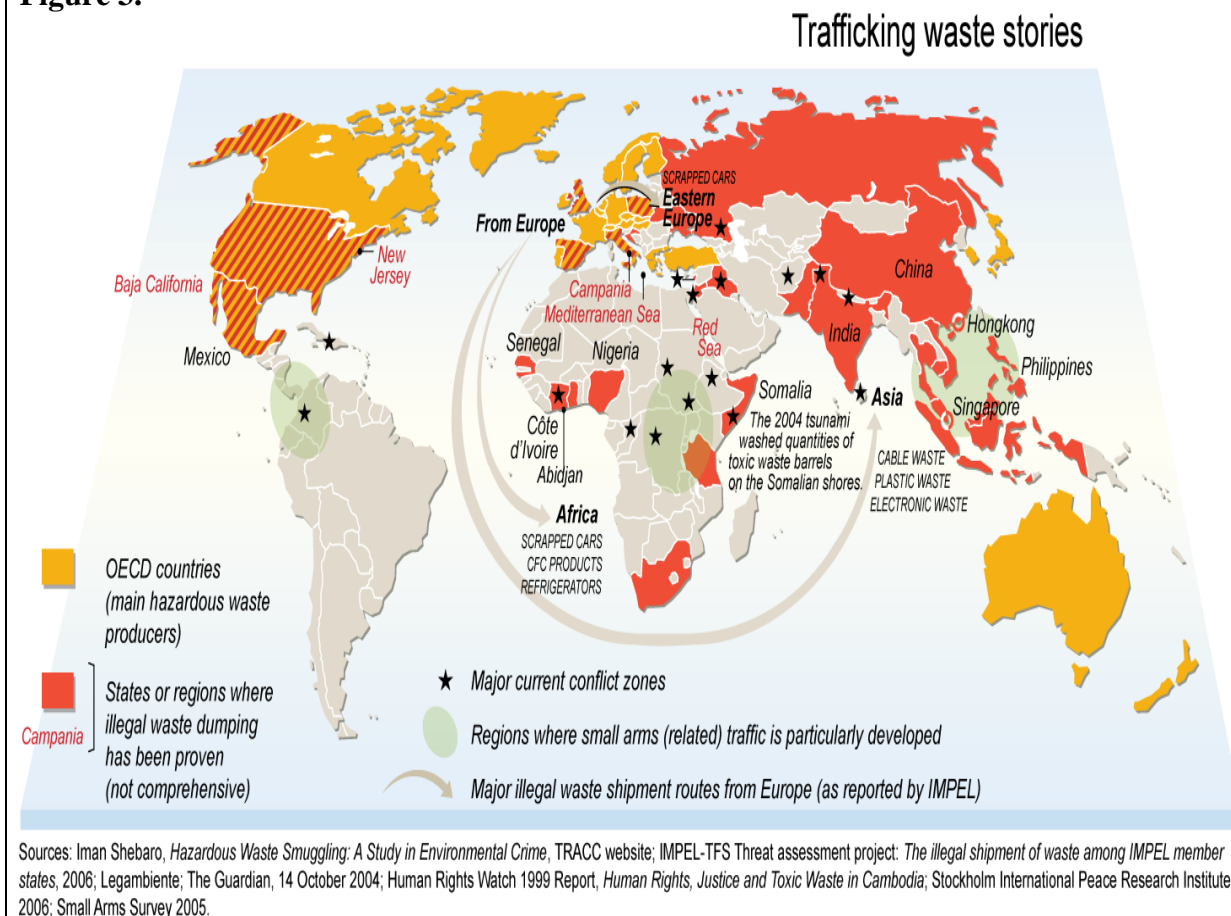 Figure 3.
Trafficking waste stories
SCRAPPED CARS
Eastern
Europe
From Europe
New
Jersey
Baja California
Campania
Mediterranean Sea
China
Red
Sea
India
Hongkong
Mexico
Senegal
Nigeria
Philippines
Somalia
Asia
Singapore
The 2004 tsunami
washed quantities of
toxic waste barrels
on the Somalian shores.
Côte
d'Ivoire
Abidjan
CABLE WASTE
PLASTIC WASTE
ELECTRONIC WASTE
Africa
SCRAPPED CARS
CFC PRODUCTS
REFRIGERATORS
OECD countries
(main hazardous waste
producers)
States or regions where
illegal waste dumping
has been proven
(not comprehensive)
Campania
Major current conflict zones
Regions where small arms (related) traffic is particularly developed
Major illegal waste shipment routes from Europe (as reported by IMPEL)
Sources: Iman Shebaro, Hazardous Waste Smuggling: A Study in Environmental Crime, TRACC website; IMPEL-TFS Threat assessment project: The illegal shipment of waste among IMPEL member
states, 2006; Legambiente; The Guardian, 14 October 2004; Human Rights Watch 1999 Report, Human Rights, Justice and Toxic Waste in Cambodia; Stockholm International Peace Research Institute
2006; Small Arms Survey 2005.